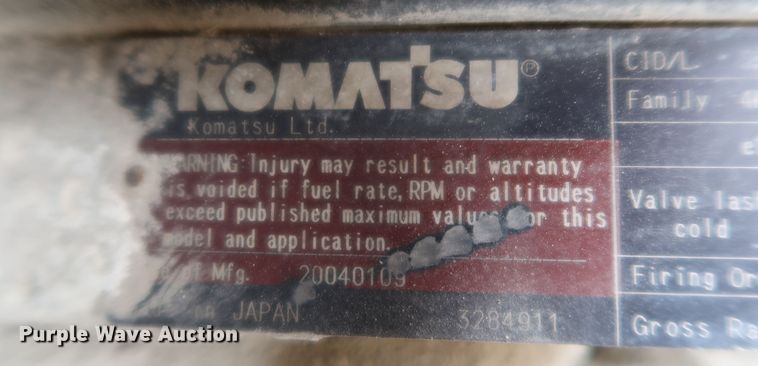 KOMATSU®
Komatsu Ltd.
WARNING: Injury may result and warranty
is voided if fuel rate, RPM or altitudes
exceed published maximum values for this
model and application.
of Mfg. 20040109
JAPAN
3284911
CID/L
Family
Valve las
cold
Firing Or
Gross Ra
Purple Wave Auction